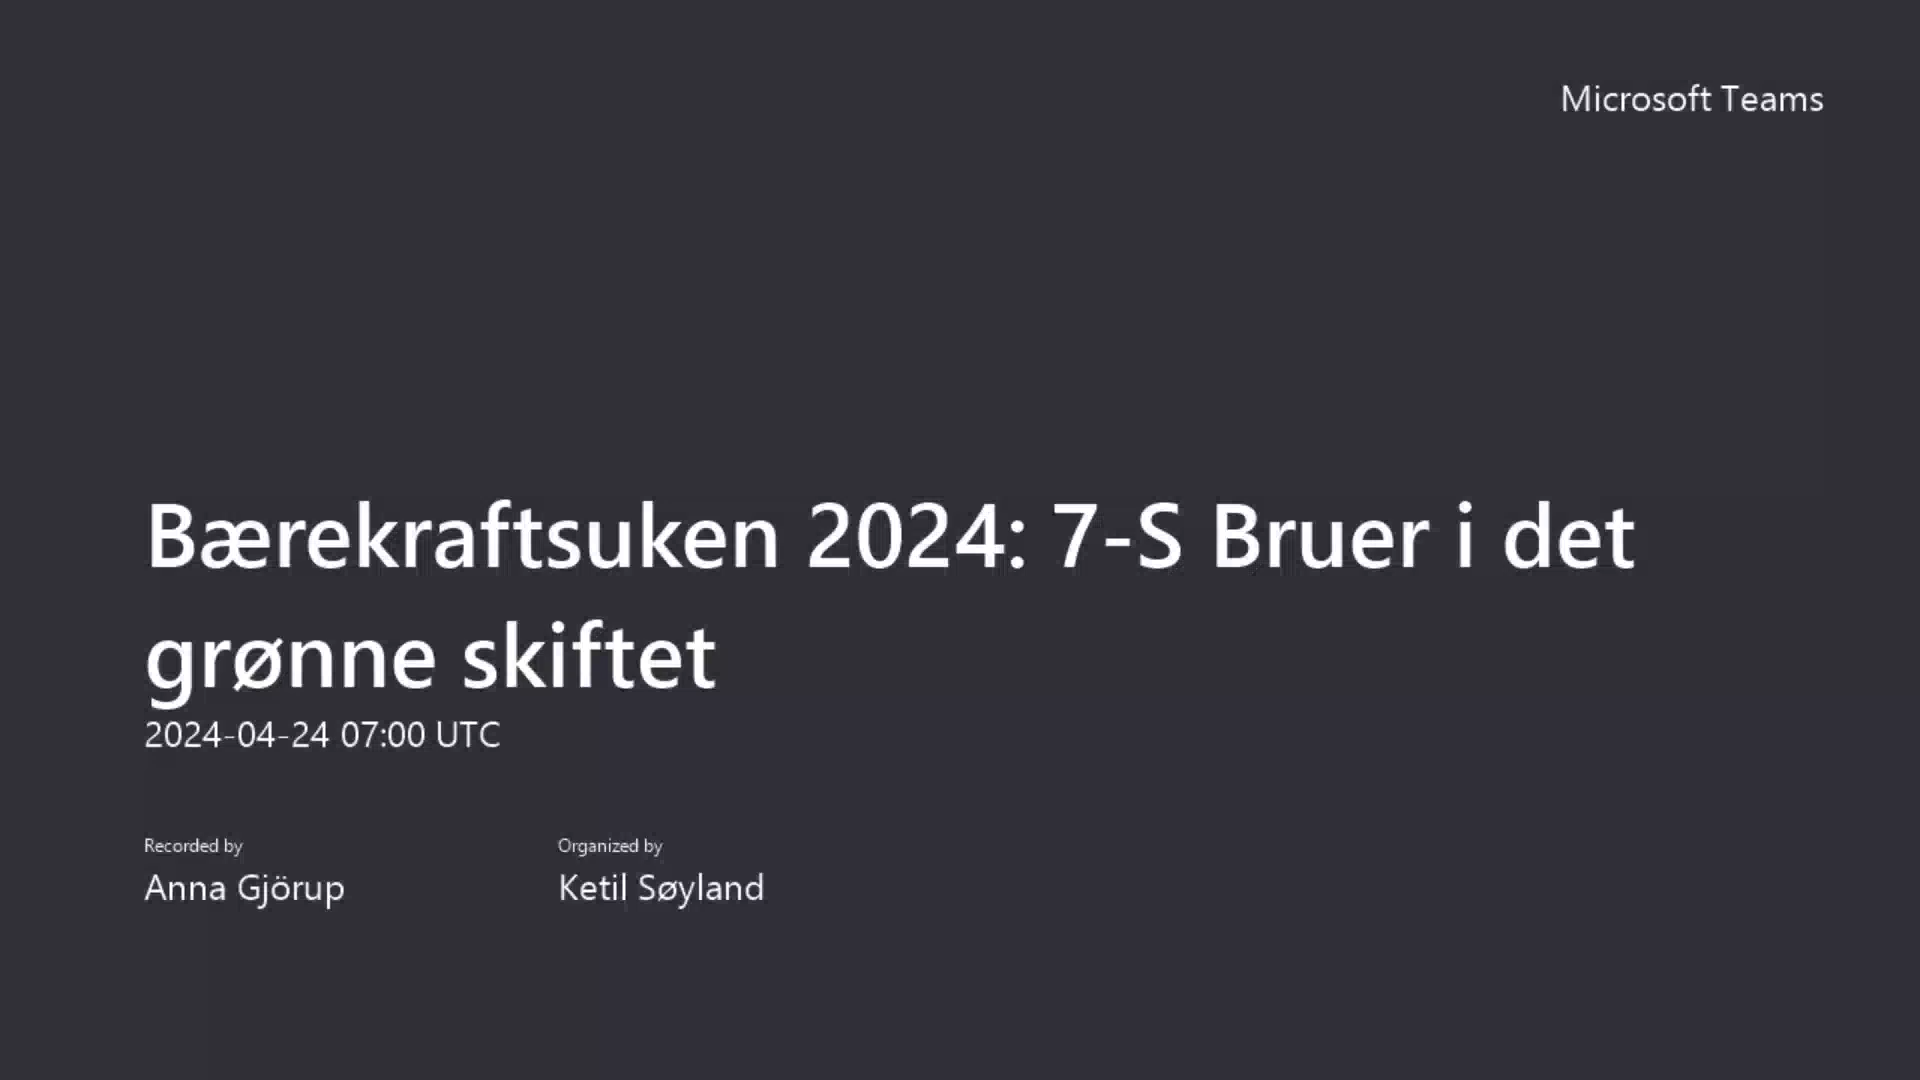 Microsoft Teams
Bærekraftsuken 2024: 7-S Bruer i det
grønne skiftet
2024-04-24 07:00 UTC
Recorded by
Anna Gjörup
Organized by
Ketil Søyland